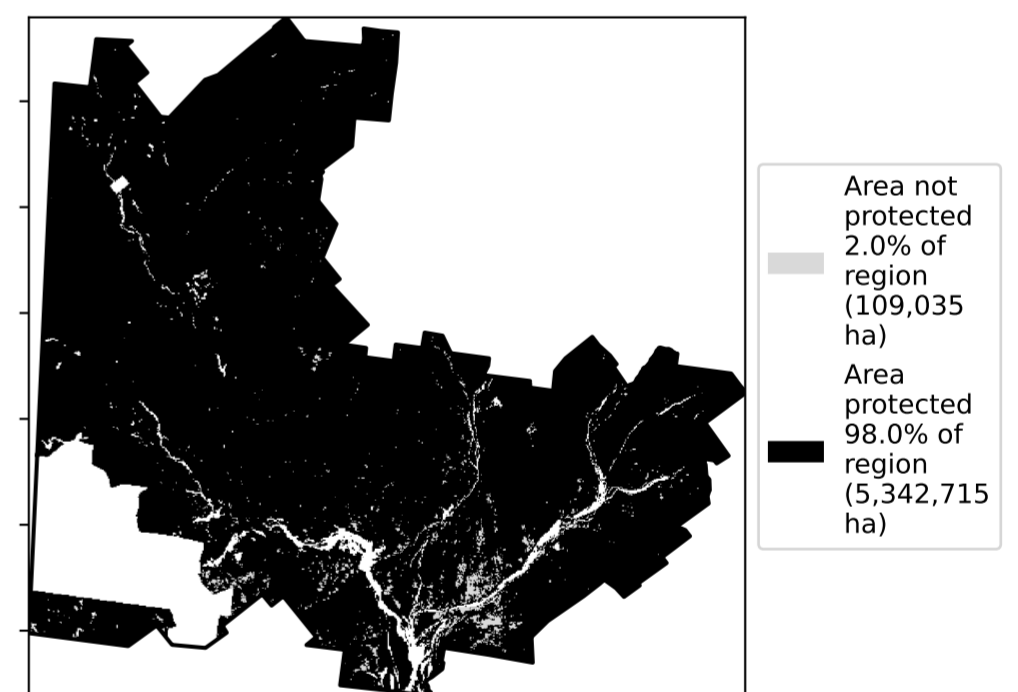 Area not
protected
2.0% of
region
(109,035
ha)
Area
protected
98.0% of
region
(5,342,715
ha)